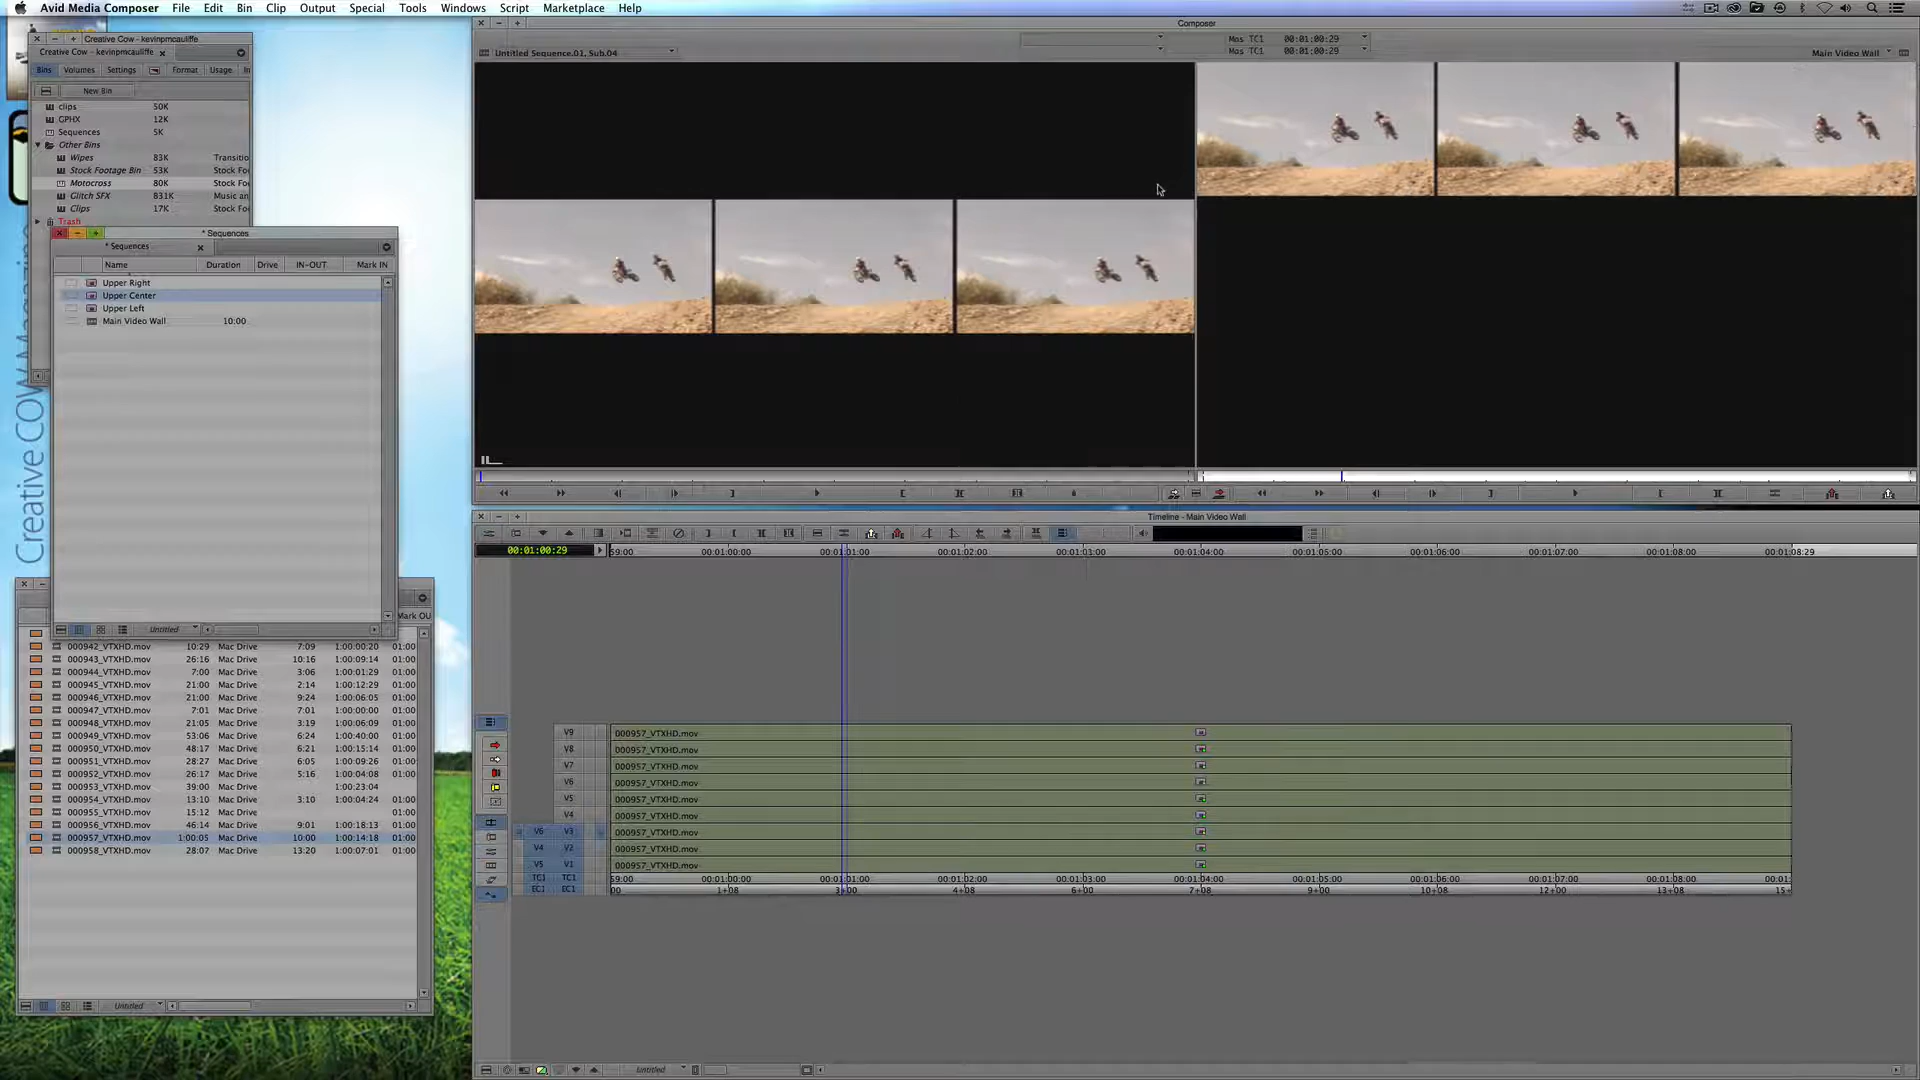 Avid Media Composer File Edit Bin Clip Output Special Tools Windows Script Marketplace Help
Creative Cow - kevinpmcauliffe
Creative Cow - kevinpmcauliffe
Bins Volumes Settings Format Usage In
New Bin
clips 50K
GPHX 12K
Sequences 5K
Other Bins
Wipes 83K Transitio
Stock Footage Bin 53K Stock Fo
Motocross 80K Stock Fo
Glitch SFX 831K Music an
Clips 17K Stock Fo
Trash
* Sequences
* Sequences
Name Duration Drive IN-OUT Mark IN
Upper Right
Upper Center
Upper Left
Main Video Wall 10:00
Untitled
Creative COW Magazine
Mark OU
000942_VTXHD.mov 10:29 Mac Drive 7:09 1:00:00:20 01:00
000943_VTXHD.mov 26:16 Mac Drive 10:16 1:00:09:14 01:00
000944_VTXHD.mov 7:00 Mac Drive 3:06 1:00:01:29 01:00
000945_VTXHD.mov 21:00 Mac Drive 2:14 1:00:12:29 01:00
000946_VTXHD.mov 21:00 Mac Drive 9:24 1:00:06:05 01:00
000947_VTXHD.mov 7:01 Mac Drive 7:01 1:00:00:00 01:00
000948_VTXHD.mov 21:05 Mac Drive 3:19 1:00:06:09 01:00
000949_VTXHD.mov 53:06 Mac Drive 6:24 1:00:40:00 01:00
000950_VTXHD.mov 48:17 Mac Drive 6:21 1:00:15:14 01:00
000951_VTXHD.mov 28:27 Mac Drive 6:05 1:00:09:26 01:00
000952_VTXHD.mov 26:17 Mac Drive 5:16 1:00:04:08 01:00
000953_VTXHD.mov 39:00 Mac Drive 1:00:23:04
000954_VTXHD.mov 13:10 Mac Drive 3:10 1:00:04:24 01:00
000955_VTXHD.mov 15:12 Mac Drive 01:00
000956_VTXHD.mov 46:14 Mac Drive 9:01 1:00:18:13 01:00
000957_VTXHD.mov 1:00:05 Mac Drive 10:00 1:00:14:18 01:00
000958_VTXHD.mov 28:07 Mac Drive 13:20 1:00:07:01 01:00
Untitled
Composer
Untitled Sequence.01, Sub.04
Mas TC1 00:01:00:29
Mas TC1 00:01:00:29
Main Video Wall
Timeline - Main Video Wall
00:01:00:29 59:00 00:01:00:00 00:01:01:00 00:01:02:00 00:01:03:00 00:01:04:00 00:01:05:00 00:01:06:00 00:01:07:00 00:01:08:00 00:01:08:29
V9 000957_VTXHD.mov
V8 000957_VTXHD.mov
V7 000957_VTXHD.mov
V6 000957_VTXHD.mov
V5 000957_VTXHD.mov
V4 000957_VTXHD.mov
V6 V3 000957_VTXHD.mov
V4 V2 000957_VTXHD.mov
V5 V1 000957_VTXHD.mov
TC1 TC1 59:00 00:01:00:00 00:01:01:00 00:01:02:00 00:01:03:00 00:01:04:00 00:01:05:00 00:01:06:00 00:01:07:00 00:01:08:00 00:01:
EC1 EC1 00 1+08 3+00 4+08 6+00 7+08 9+00 10+08 12+00 13+08 15+
Untitled